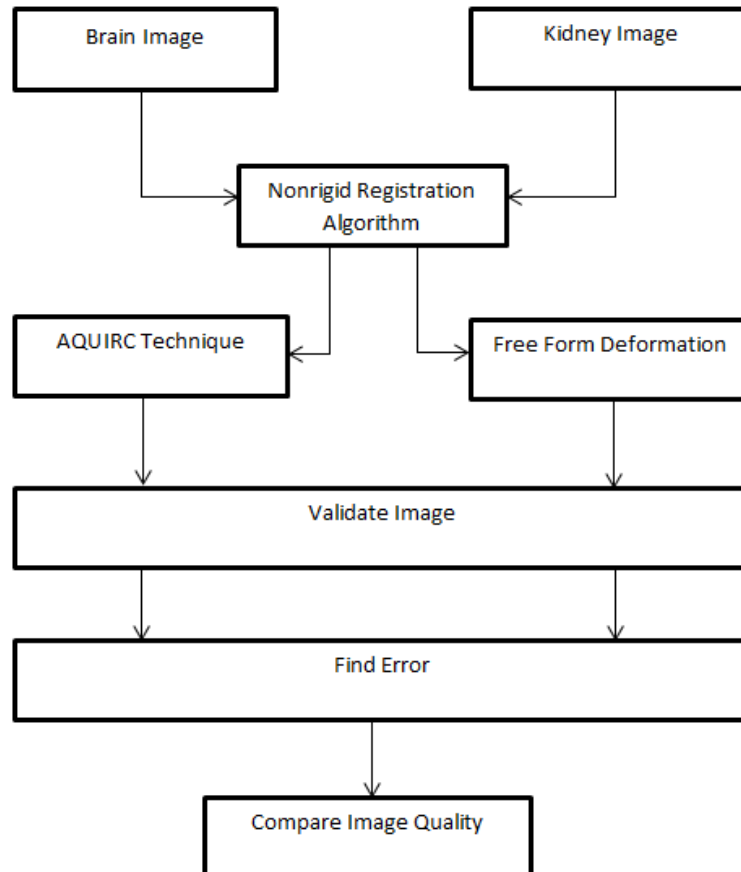 Brain Image
Kidney Image
Nonrigid Registration
Algorithm
AQUIRC Technique
Free Form Deformation
Validate Image
Find Error
Compare Image Quality